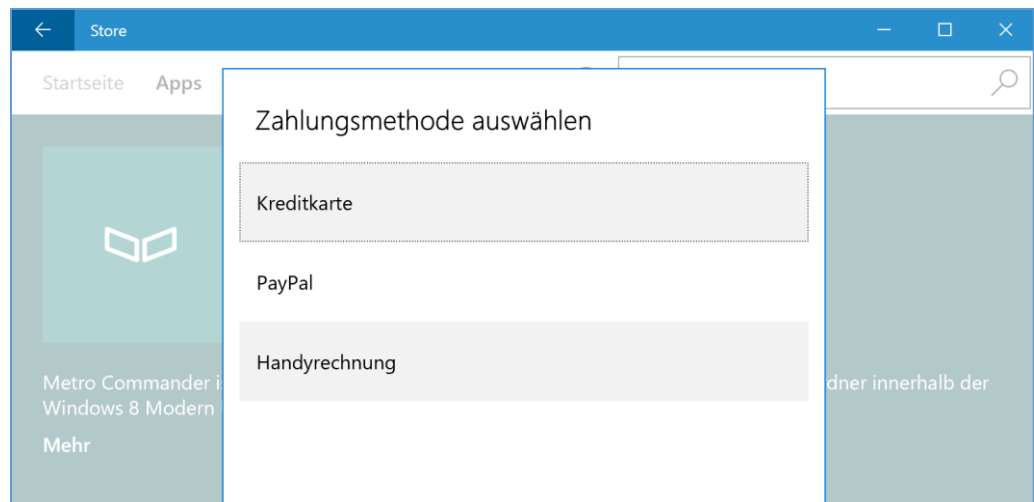 Store
Startseite Apps
Zahlungsmethode auswählen
Kreditkarte
PayPal
Handyrechnung
Metro Commander
dner innerhalb der
Windows 8 Modern
Mehr